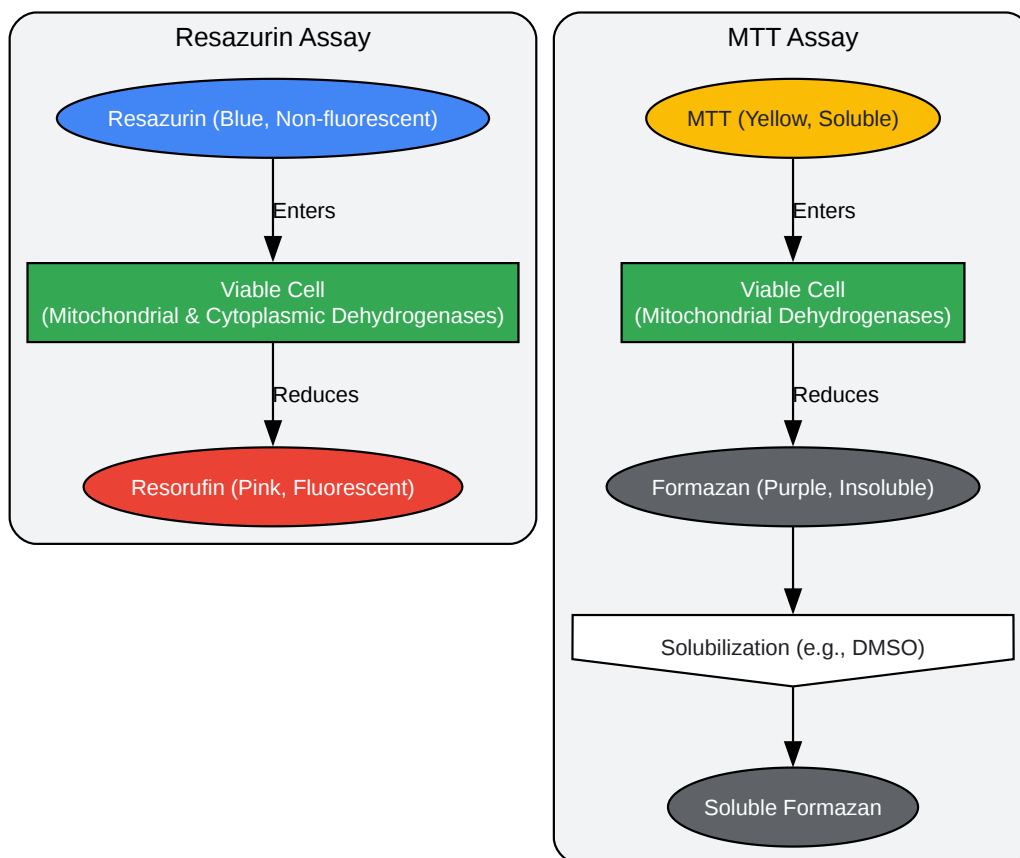 Resazurin Assay
Resazurin (Blue, Non-fluorescent)
Enters
Viable Cell
(Mitochondrial & Cytoplasmic Dehydrogenases)
Reduces
Resorufin (Pink, Fluorescent)
MTT Assay
MTT (Yellow, Soluble)
Enters
Viable Cell
(Mitochondrial Dehydrogenases)
Reduces
Formazan (Purple, Insoluble)
Solubilization (e.g., DMSO)
Soluble Formazan